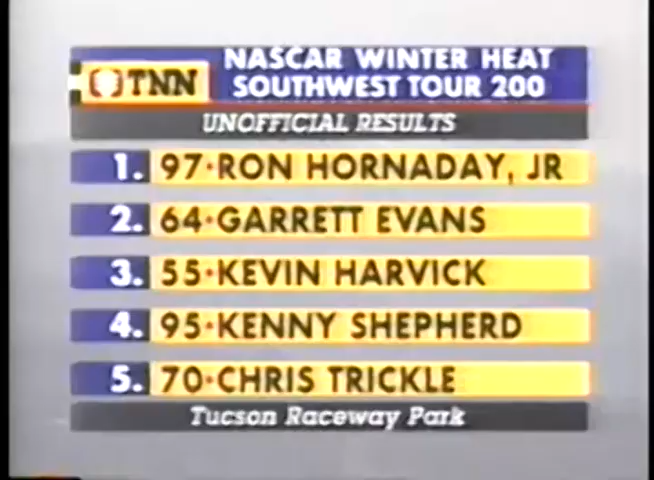 TNN
NASCAR WINTER HEAT
SOUTHWEST TOUR 200
UNOFFICIAL RESULTS
1. 97·RON HORNADAY, JR
2. 64·GARRETT EVANS
3. 55·KEVIN HARVICK
4. 95·KENNY SHEPHERD
5. 70·CHRIS TRICKLE
Tucson Raceway Park